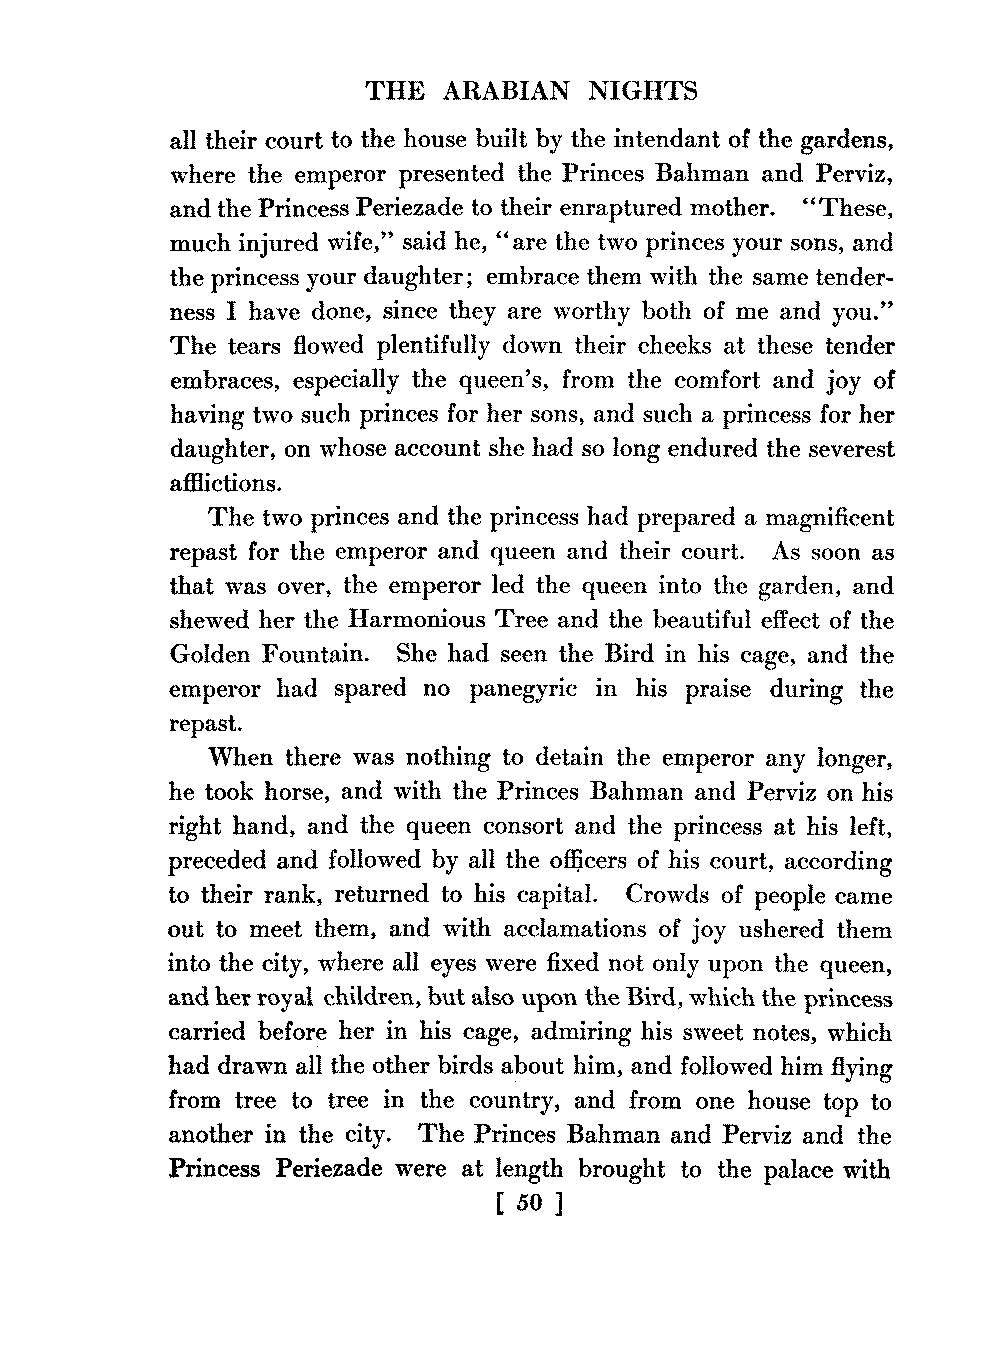 THE ARABIAN NIGHTS
all their court to the house built by the intendant of the gardens,
where the emperor presented the Princes Bahman and Perviz,
and the Princess Periezade to their enraptured mother. “These,
much injured wife,” said he, “are the two princes your sons, and
the princess your daughter; embrace them with the same tender-
ness I have done, since they are worthy both of me and you.”
The tears flowed plentifully down their cheeks at these tender
embraces, especially the queen’s, from the comfort and joy of
having two such princes for her sons, and such a princess for her
daughter, on whose account she had so long endured the severest
afflictions.
The two princes and the princess had prepared a magnificent
repast for the emperor and queen and their court. As soon as
that was over, the emperor led the queen into the garden, and
shewed her the Harmonious Tree and the beautiful effect of the
Golden Fountain. She had seen the Bird in his cage, and the
emperor had spared no panegyric in his praise during the
repast.
When there was nothing to detain the emperor any longer,
he took horse, and with the Princes Bahman and Perviz on his
right hand, and the queen consort and the princess at his left,
preceded and followed by all the officers of his court, according
to their rank, returned to his capital. Crowds of people came
out to meet them, and with acclamations of joy ushered them
into the city, where all eyes were fixed not only upon the queen,
and her royal children, but also upon the Bird, which the princess
carried before her in his cage, admiring his sweet notes, which
had drawn all the other birds about him, and followed him flying
from tree to tree in the country, and from one house top to
another in the city. The Princes Bahman and Perviz and the
Princess Periezade were at length brought to the palace with
[ 50 ]